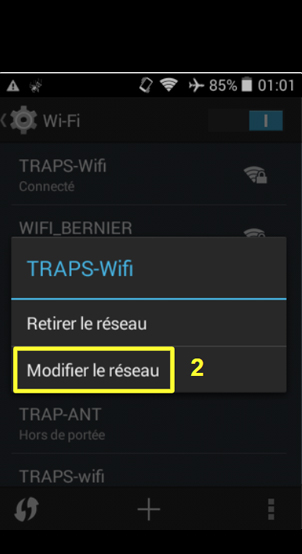 85% 01:01
Wi-Fi
TRAPS-Wifi
Connecté
WIFI_BERNIER
TRAPS-Wifi
Retirer le réseau
Modifier le réseau 2
TRAP-ANT
Hors de portée
TRAPS-wifi